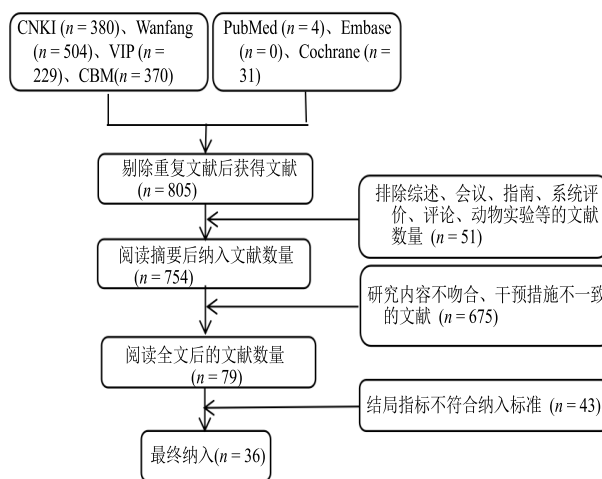 CNKI (n = 380)、Wanfang
(n = 504)、VIP (n =
229)、CBM(n = 370)
PubMed (n = 4)、Embase
(n = 0)、Cochrane (n =
31)
剔除重复文献后获得文献
(n = 805)
排除综述、会议、指南、系统评
价、评论、动物实验等的文献
数量 (n = 51)
阅读摘要后纳入文献数量
(n = 754)
研究内容不吻合、干预措施不一致
的文献 (n = 675)
阅读全文后的文献数量
(n = 79)
结局指标不符合纳入标准 (n = 43)
最终纳入(n = 36)